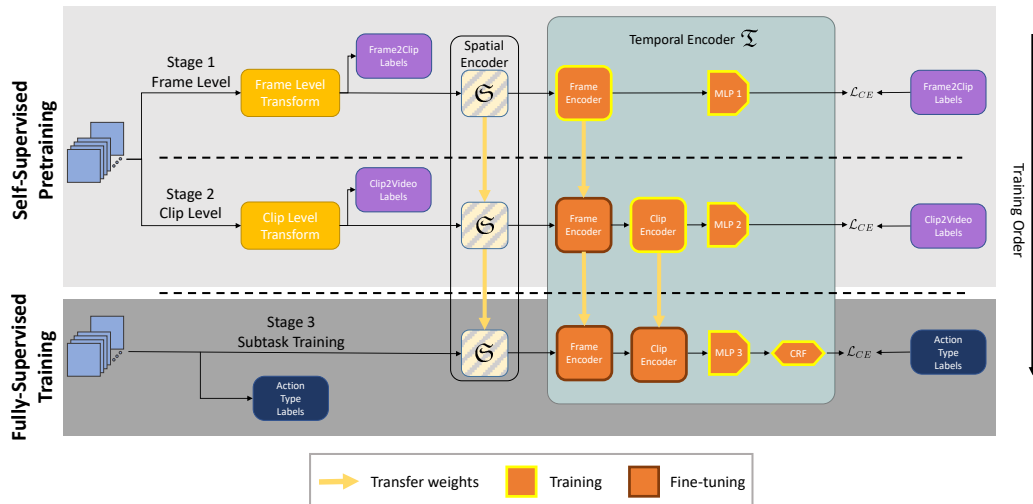 Self-Supervised
Pretraining
Stage 1
Frame Level
Frame Level
Transform
Frame2Clip
Labels
Spatial
Encoder
𝔖
Temporal Encoder 𝔗
Frame
Encoder
MLP 1
ℒCE
Frame2Clip
Labels
Stage 2
Clip Level
Clip Level
Transform
Clip2Video
Labels
𝔖
Frame
Encoder
Clip
Encoder
MLP 2
ℒCE
Clip2Video
Labels
Training Order
Fully-Supervised
Training
Stage 3
Subtask Training
Action
Type
Labels
𝔖
Frame
Encoder
Clip
Encoder
MLP 3
CRF
ℒCE
Action
Type
Labels
Transfer weights
Training
Fine-tuning